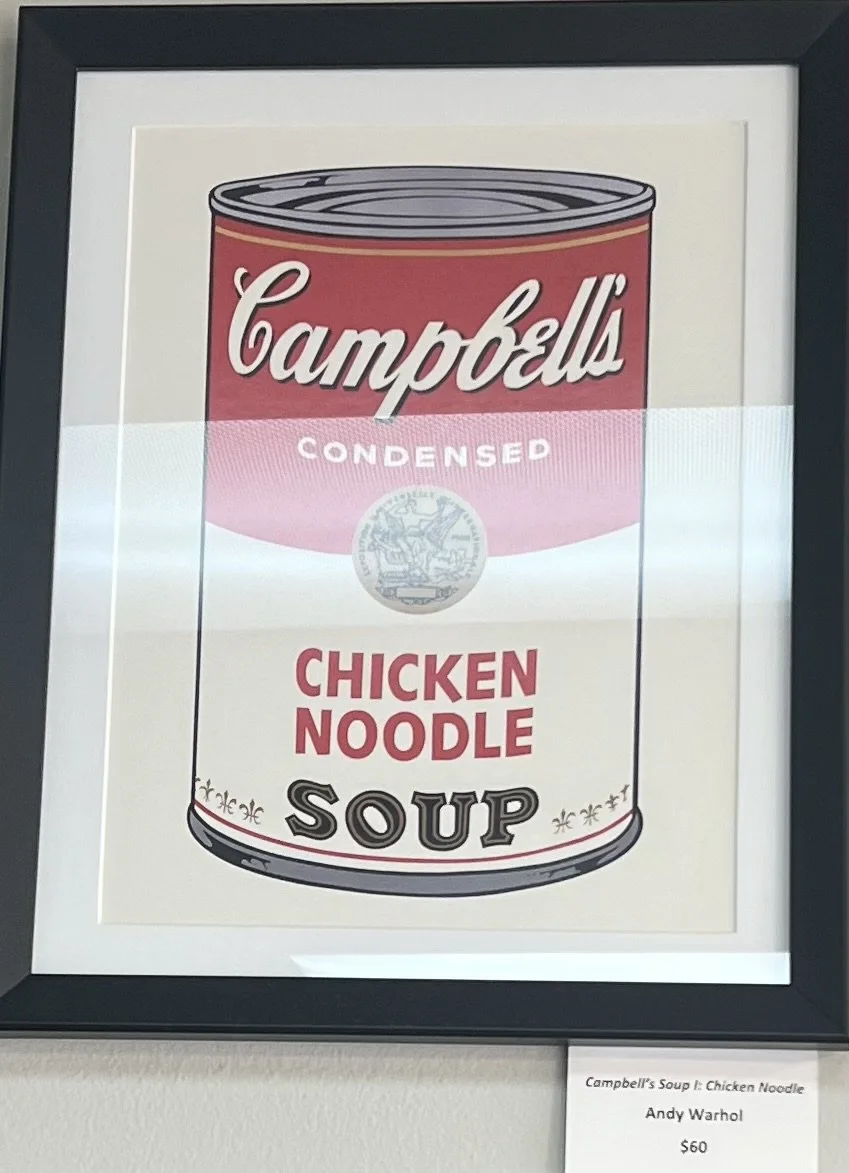 Campbell's
CONDENSED
CHICKEN
NOODLE
SOUP
Campbell's Soup I: Chicken Noodle
Andy Warhol
$60